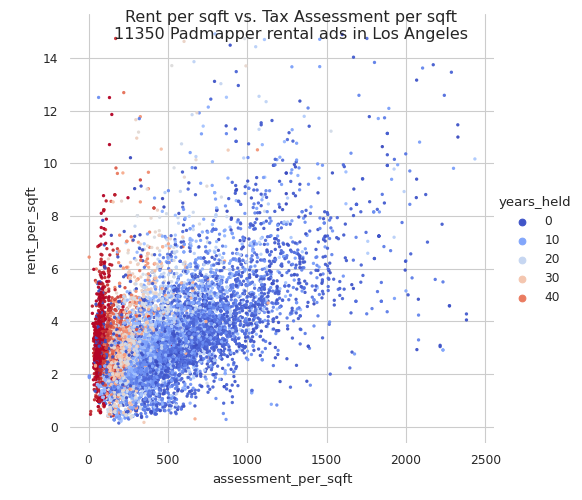 Rent per sqft vs. Tax Assessment per sqft
11350 Padmapper rental ads in Los Angeles
14
12
10
8
6
4
2
0
rent_per_sqft
0 500 1000 1500 2000 2500
assessment_per_sqft
years_held
0
10
20
30
40